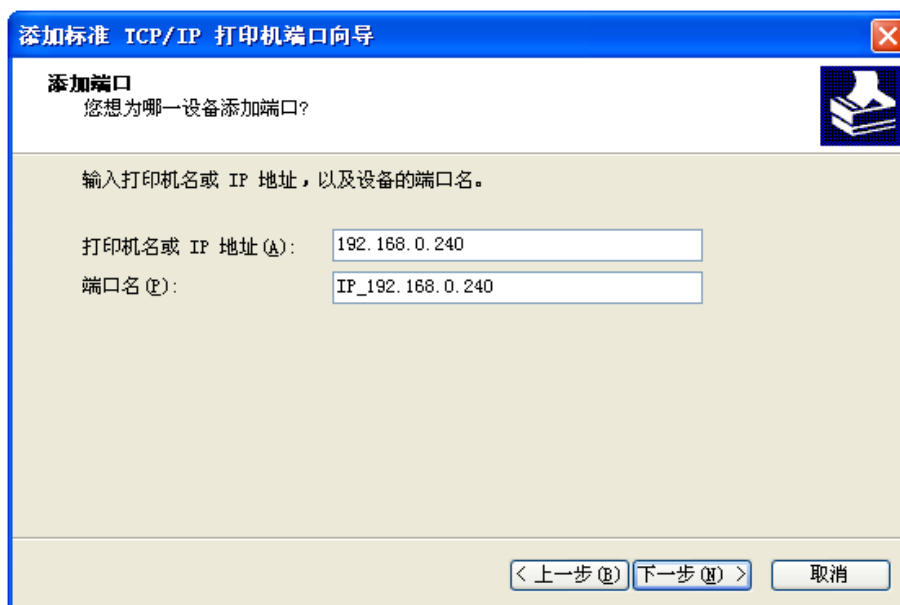 添加标准 TCP/IP 打印机端口向导
添加端口
您想为哪一设备添加端口?
输入打印机名或 IP 地址，以及设备的端口名。
打印机名或 IP 地址(A): 192.168.0.240
端口名(P): IP_192.168.0.240
< 上一步(B) 下一步(N) > 取消